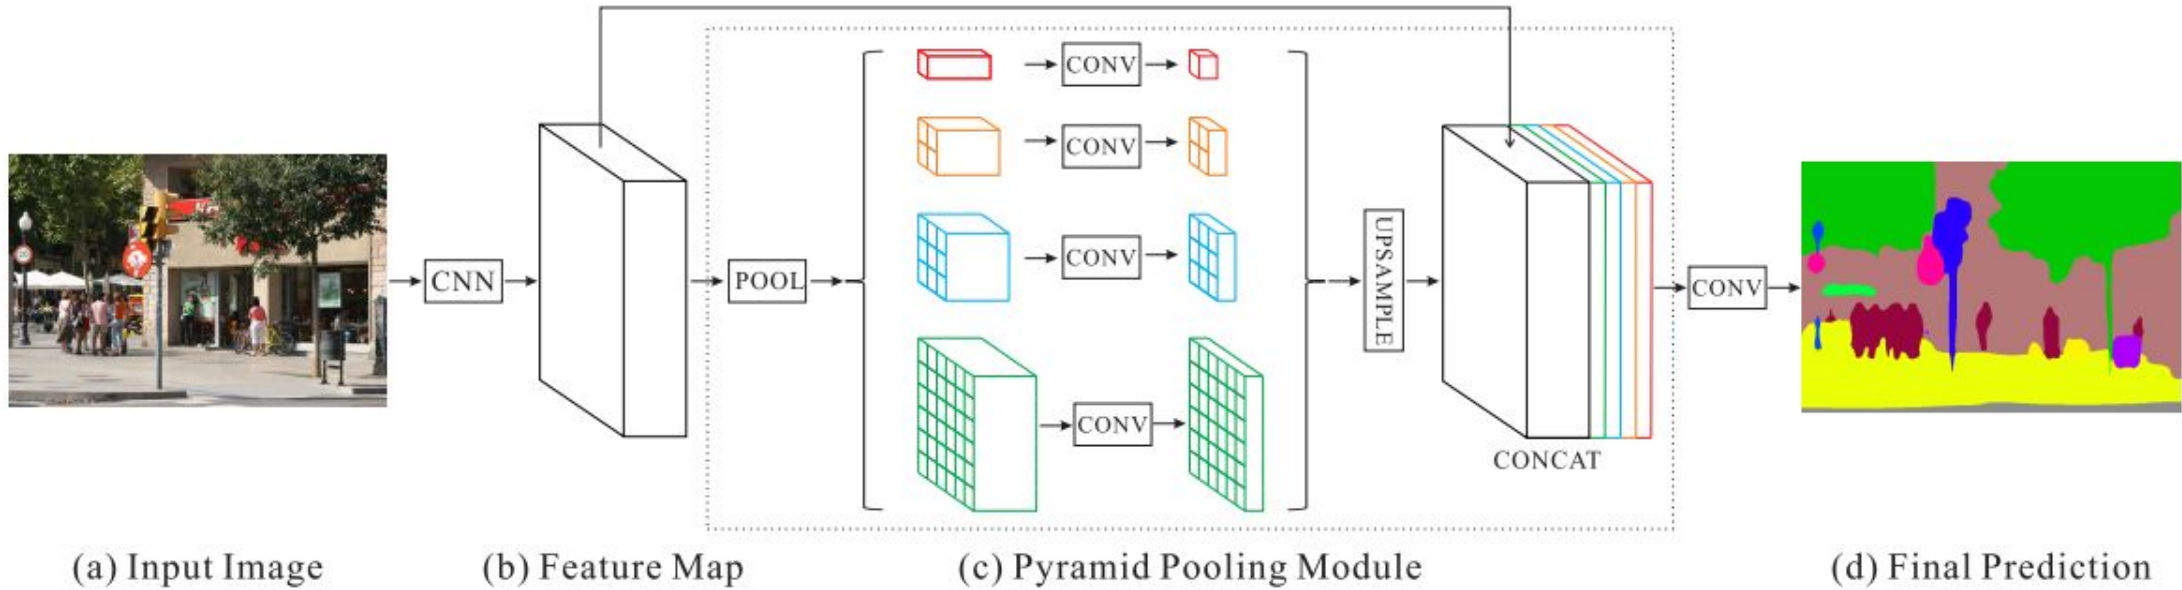 CONV
CONV
CONV
CONV
CNN
POOL
UPSAMPLE
CONV
CONCAT
(a) Input Image
(b) Feature Map
(c) Pyramid Pooling Module
(d) Final Prediction